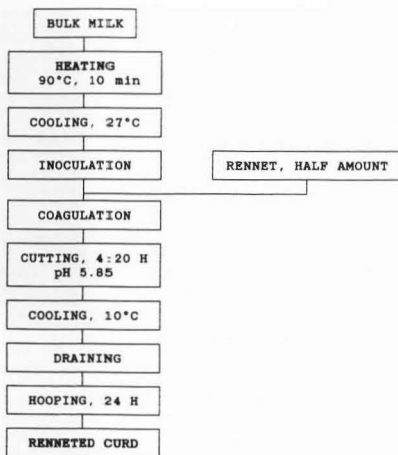 BULK MILK
HEATING
90°C, 10 min
COOLING, 27°C
INOCULATION
RENNET, HALF AMOUNT
COAGULATION
CUTTING, 4:20 H
pH 5.85
COOLING, 10°C
DRAINING
HOOPING, 24 H
RENNETED CURD